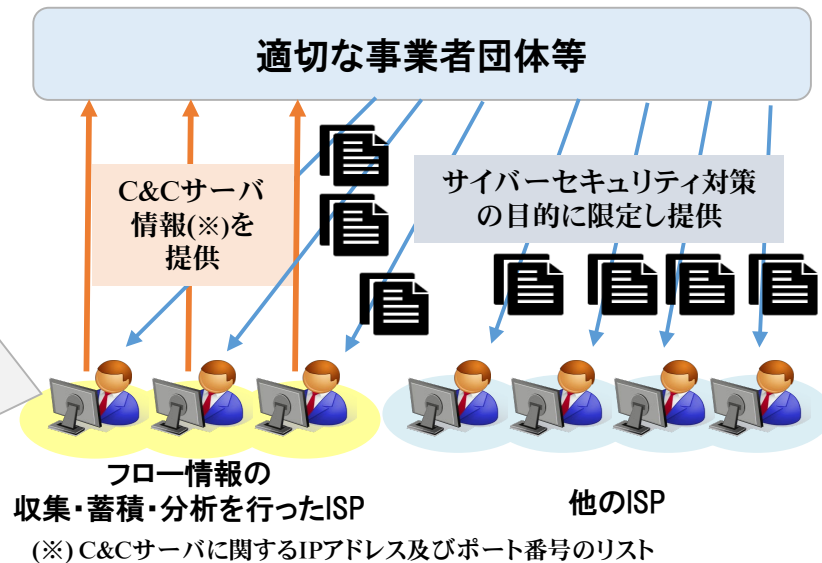 適切な事業者団体等
C&Cサーバ
情報(※)を
提供
サイバーセキュリティ対策
の目的に限定し提供
フロー情報の
収集・蓄積・分析を行ったISP
他のISP
(※) C&Cサーバに関するIPアドレス及びポート番号のリスト